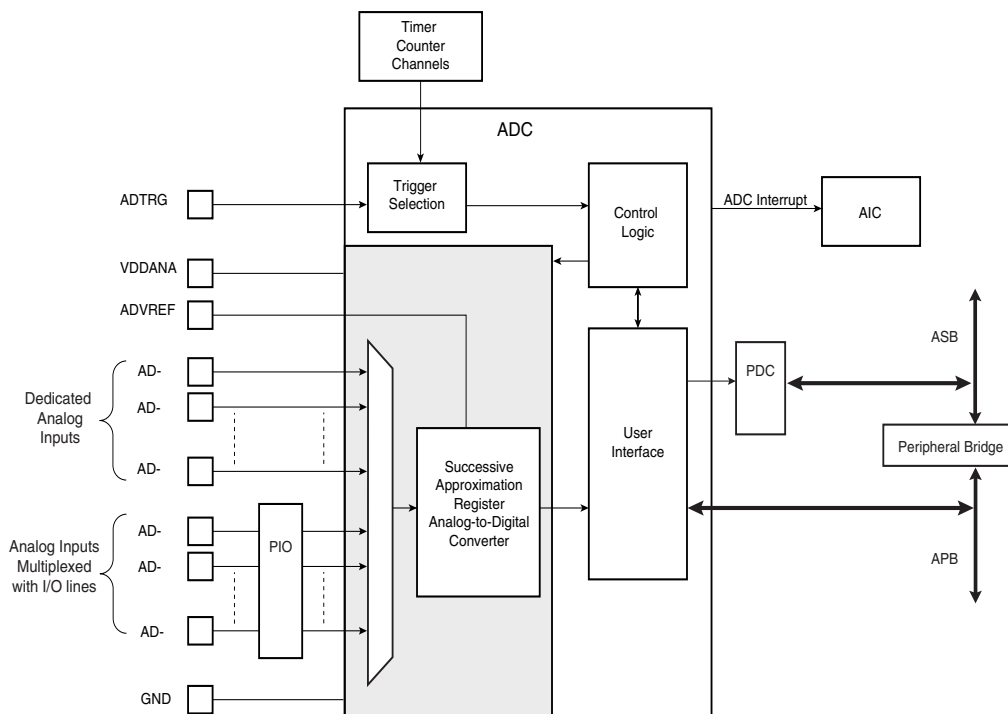 Timer
Counter
Channels
ADC
ADTRG
Trigger
Selection
Control
Logic
ADC Interrupt
AIC
VDDANA
ADVREF
Dedicated
Analog
Inputs
AD-
AD-
AD-
Analog Inputs
Multiplexed
with I/O lines
AD-
AD-
AD-
PIO
Successive
Approximation
Register
Analog-to-Digital
Converter
User
Interface
PDC
ASB
Peripheral Bridge
APB
GND